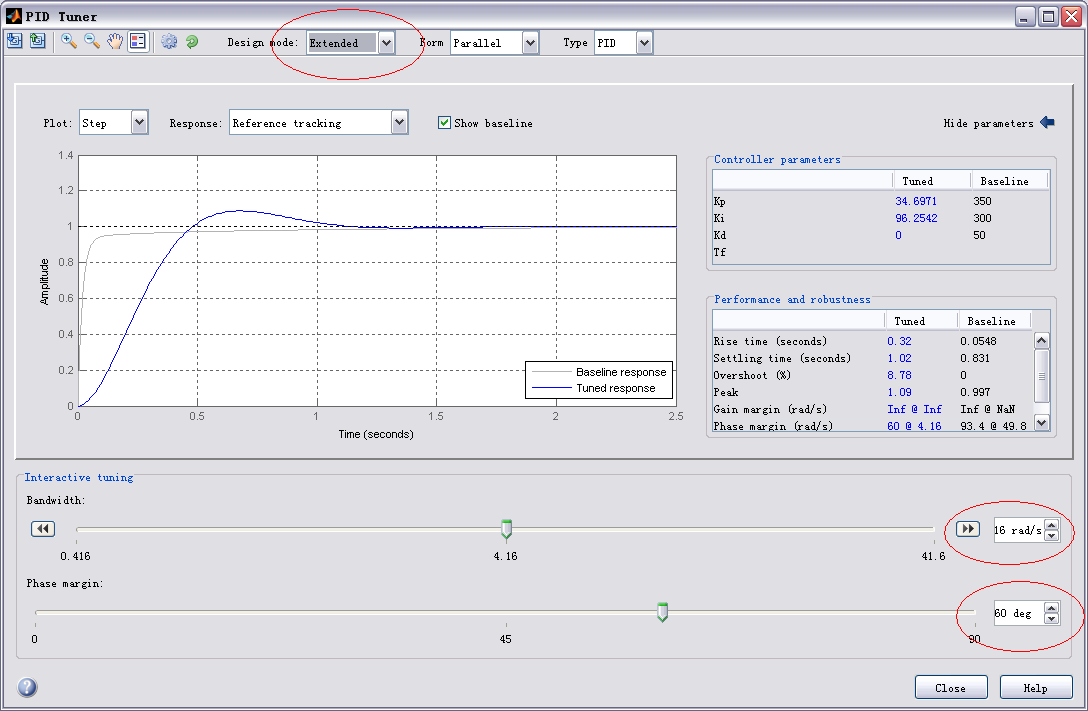 PID Tuner
Design mode: Extended Form Parallel Type PID
Plot: Step Response: Reference tracking Show baseline Hide parameters
1.4
1.2
1
0.8
0.6
0.4
0.2
0
Amplitude
0 0.5 1 1.5 2 2.5
Time (seconds)
Baseline response
Tuned response
Controller parameters
Tuned Baseline
Kp 34.6971 350
Ki 96.2542 300
Kd 0 50
Tf
Performance and robustness
Tuned Baseline
Rise time (seconds) 0.32 0.0548
Settling time (seconds) 1.02 0.831
Overshoot (%) 8.78 0
Peak 1.09 0.997
Gain margin (rad/s) Inf @ Inf Inf @ NaN
Phase margin (rad/s) 60 @ 4.16 93.4 @ 49.8
Interactive tuning
Bandwidth:
16 rad/s
0.416 4.16 41.6
Phase margin:
60 deg
0 45 90
? Close Help